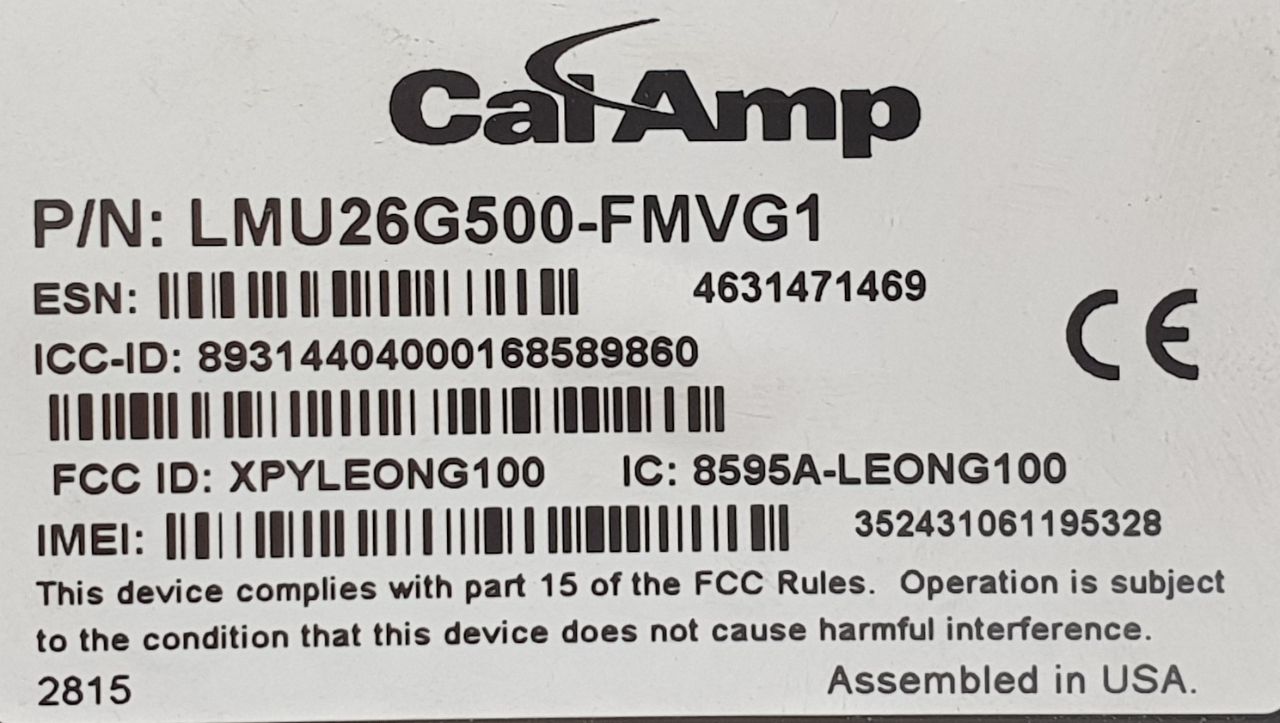 CalAmp
P/N: LMU26G500-FMVG1
ESN: 4631471469
ICC-ID: 89314404000168589860
FCC ID: XPYLEONG100 IC: 8595A-LEONG100
IMEI: 352431061195328
This device complies with part 15 of the FCC Rules. Operation is subject
to the condition that this device does not cause harmful interference.
2815 Assembled in USA.
CE